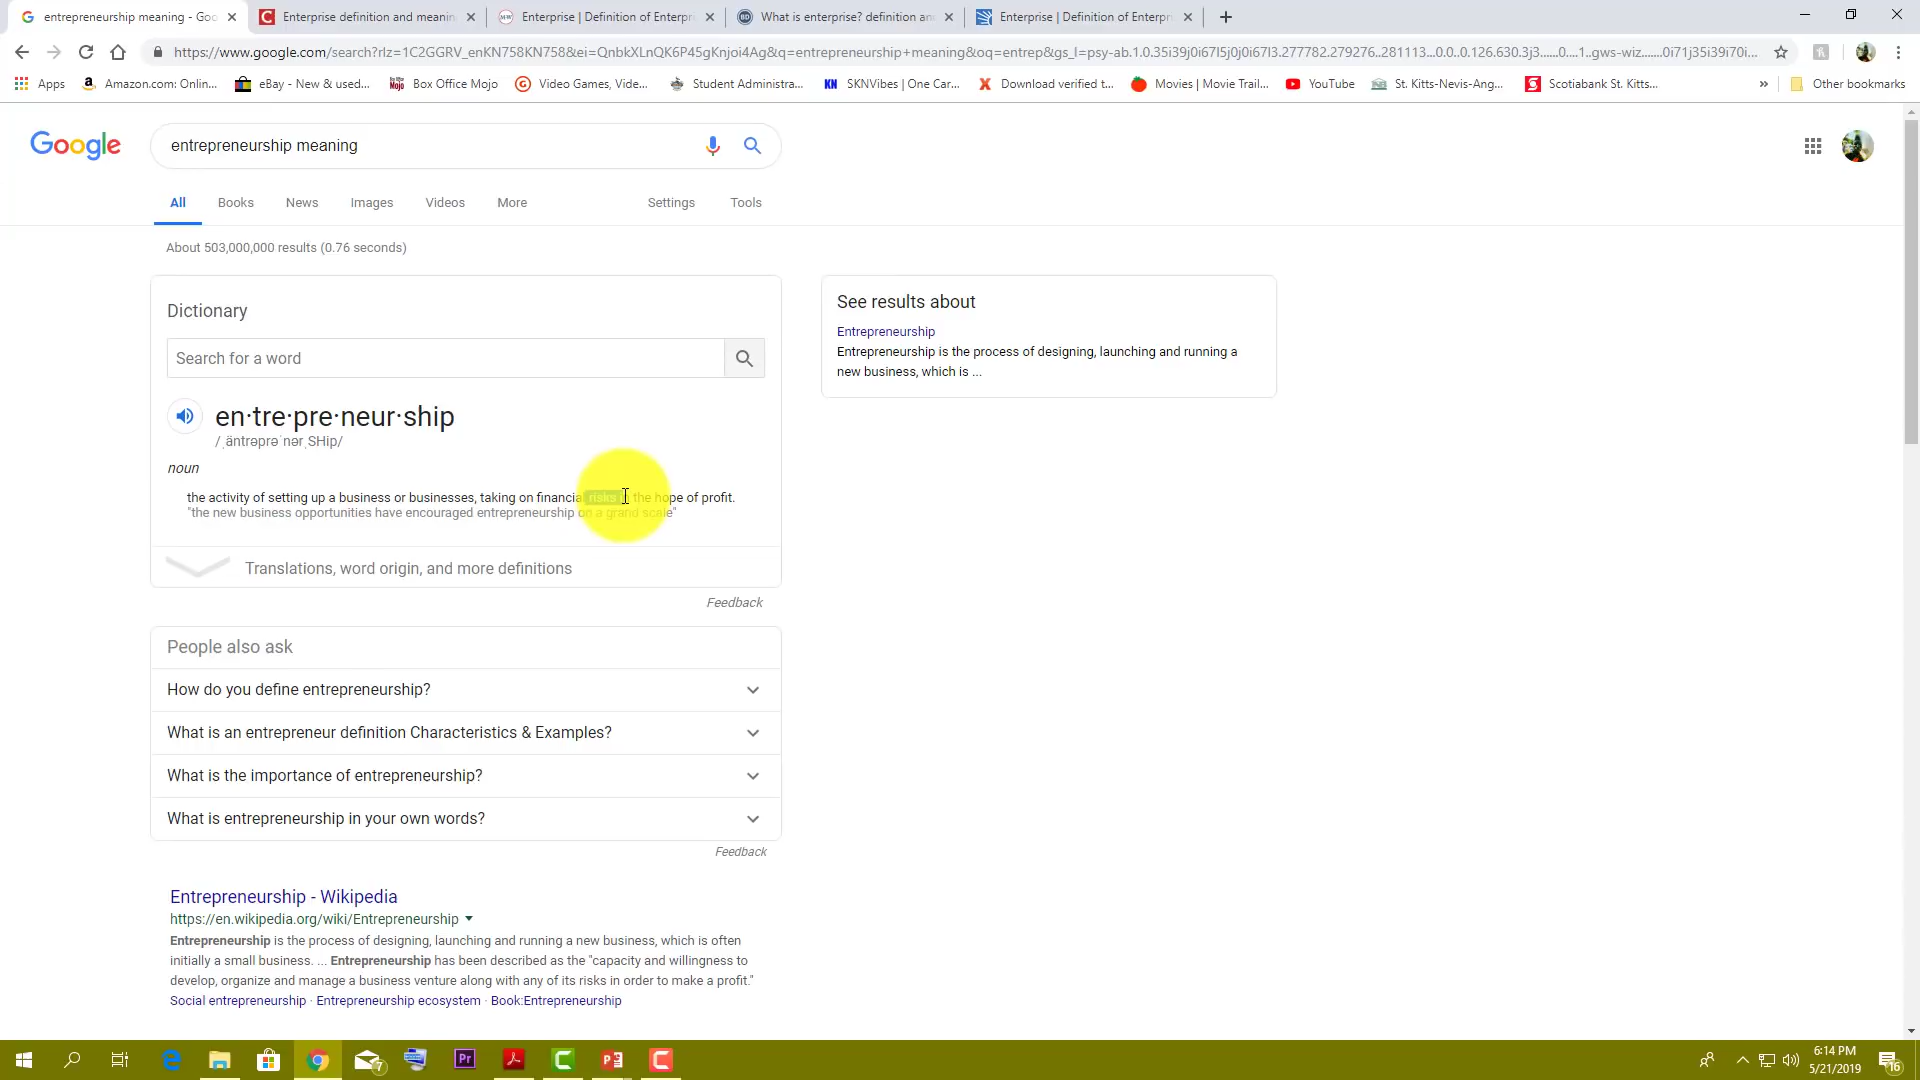 entrepreneurship meaning - Goo
Enterprise definition and meanin
Enterprise | Definition of Enterpr
What is enterprise? definition an
Enterprise | Definition of Enterpr
https://www.google.com/search?rlz=1C2GGRV_enKN758KN758&ei=QnbkXLnQK6P45gKnjoi4Ag&q=entrepreneurship+meaning&oq=entrep&gs_l=psy-ab.1.0.35i39j0i67l5j0j0i67l3.277782.279276..281113...0.0..0.126.630.3j3......0....1..gws-wiz.......0i71j35i39i70i...
Apps
Amazon.com: Onlin...
eBay - New & used...
Box Office Mojo
Video Games, Vide...
Student Administra...
SKNVibes | One Car...
Download verified t...
Movies | Movie Trail...
YouTube
St. Kitts-Nevis-Ang...
Scotiabank St. Kitts...
» Other bookmarks
Google
entrepreneurship meaning
All Books News Images Videos More Settings Tools
About 503,000,000 results (0.76 seconds)
Dictionary
Search for a word
en·tre·pre·neur·ship
/ˌäntrəprəˈnərˌSHip/
noun
the activity of setting up a business or businesses, taking on financial risks in the hope of profit.
"the new business opportunities have encouraged entrepreneurship on a grand scale"
Translations, word origin, and more definitions
Feedback
See results about
Entrepreneurship
Entrepreneurship is the process of designing, launching and running a
new business, which is ...
People also ask
How do you define entrepreneurship?
What is an entrepreneur definition Characteristics & Examples?
What is the importance of entrepreneurship?
What is entrepreneurship in your own words?
Feedback
Entrepreneurship - Wikipedia
https://en.wikipedia.org/wiki/Entrepreneurship
Entrepreneurship is the process of designing, launching and running a new business, which is often
initially a small business. ... Entrepreneurship has been described as the "capacity and willingness to
develop, organize and manage a business venture along with any of its risks in order to make a profit."
Social entrepreneurship · Entrepreneurship ecosystem · Book:Entrepreneurship
7
Pr
6:14 PM
5/21/2019
16